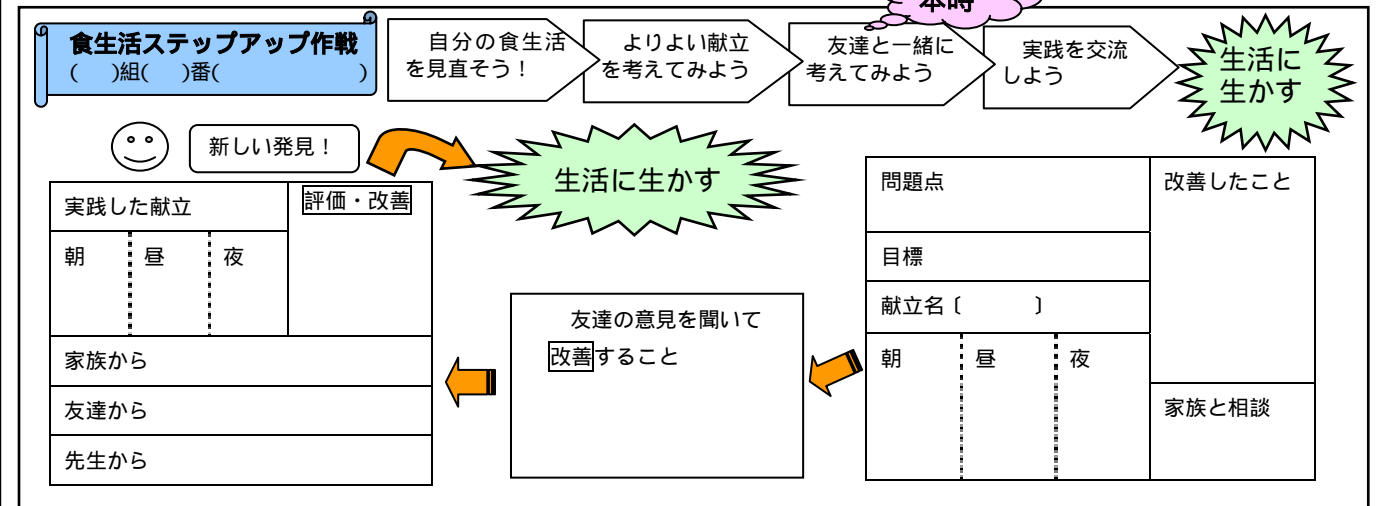 本時
食生活ステップアップ作戦
(　)組(　)番(　　　　　　)
自分の食生活
を見直そう！
よりよい献立
を考えてみよう
友達と一緒に
考えてみよう
実践を交流
しよう
生活に
生かす
新しい発見！
生活に生かす
実践した献立
評価・改善
朝
昼
夜
家族から
友達から
先生から
友達の意見を聞いて
改善すること
問題点
改善したこと
目標
献立名〔　　　〕
朝
昼
夜
家族と相談